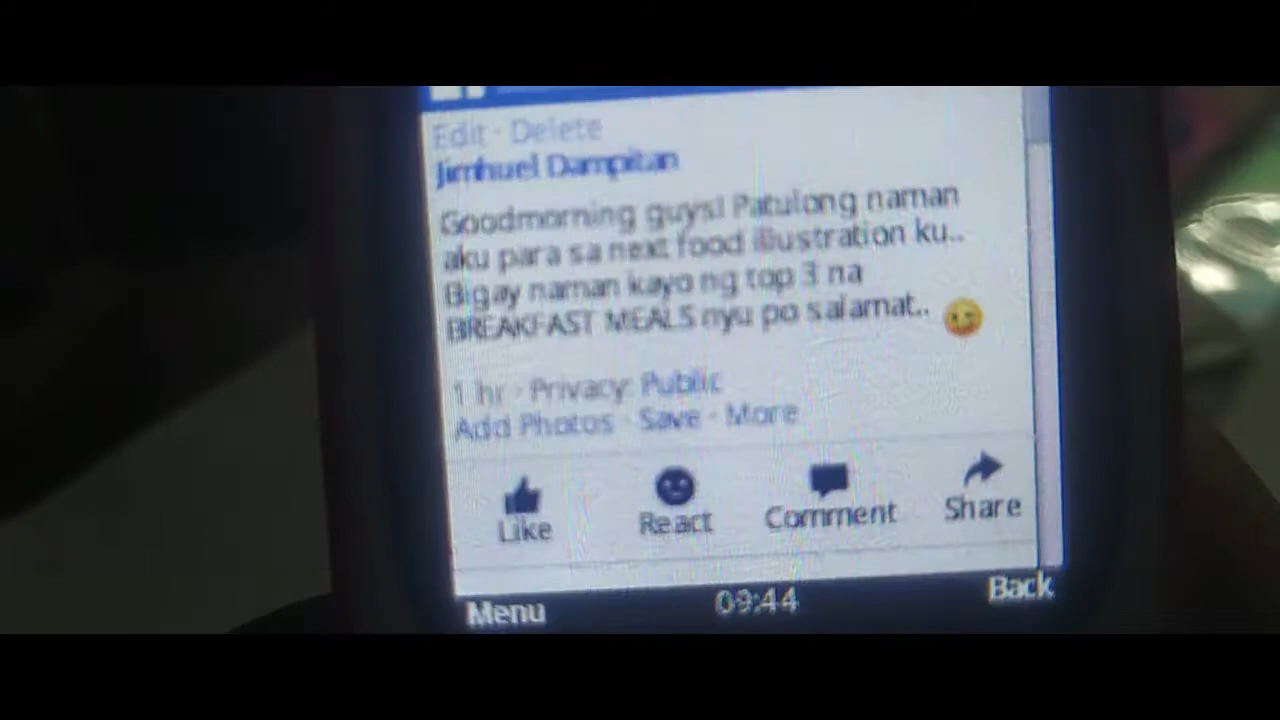 Edit · Delete
Jimhuel Dampitan
Goodmorning guys! Patulong naman
aku para sa next food illustration ku..
Bigay naman kayo ng top 3 na
BREAKFAST MEALS nyu po salamat..
1 hr · Privacy: Public
Add Photos · Save · More
Like React Comment Share
Menu 09:44 Back